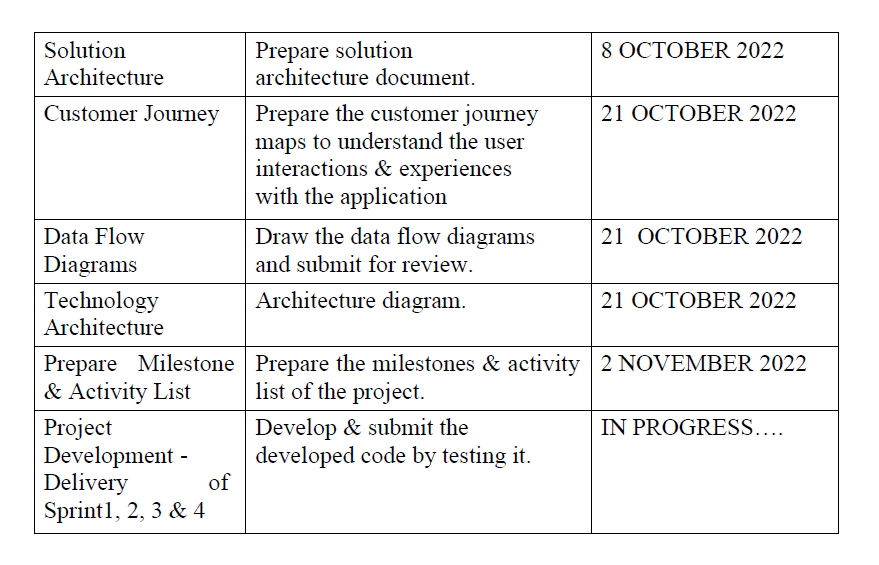 Solution
Architecture
Prepare solution
architecture document.
8 OCTOBER 2022
Customer Journey
Prepare the customer journey
maps to understand the user
interactions & experiences
with the application
21 OCTOBER 2022
Data Flow
Diagrams
Draw the data flow diagrams
and submit for review.
21 OCTOBER 2022
Technology
Architecture
Architecture diagram.
21 OCTOBER 2022
Prepare Milestone
& Activity List
Prepare the milestones & activity
list of the project.
2 NOVEMBER 2022
Project
Development -
Delivery of
Sprint1, 2, 3 & 4
Develop & submit the
developed code by testing it.
IN PROGRESS….